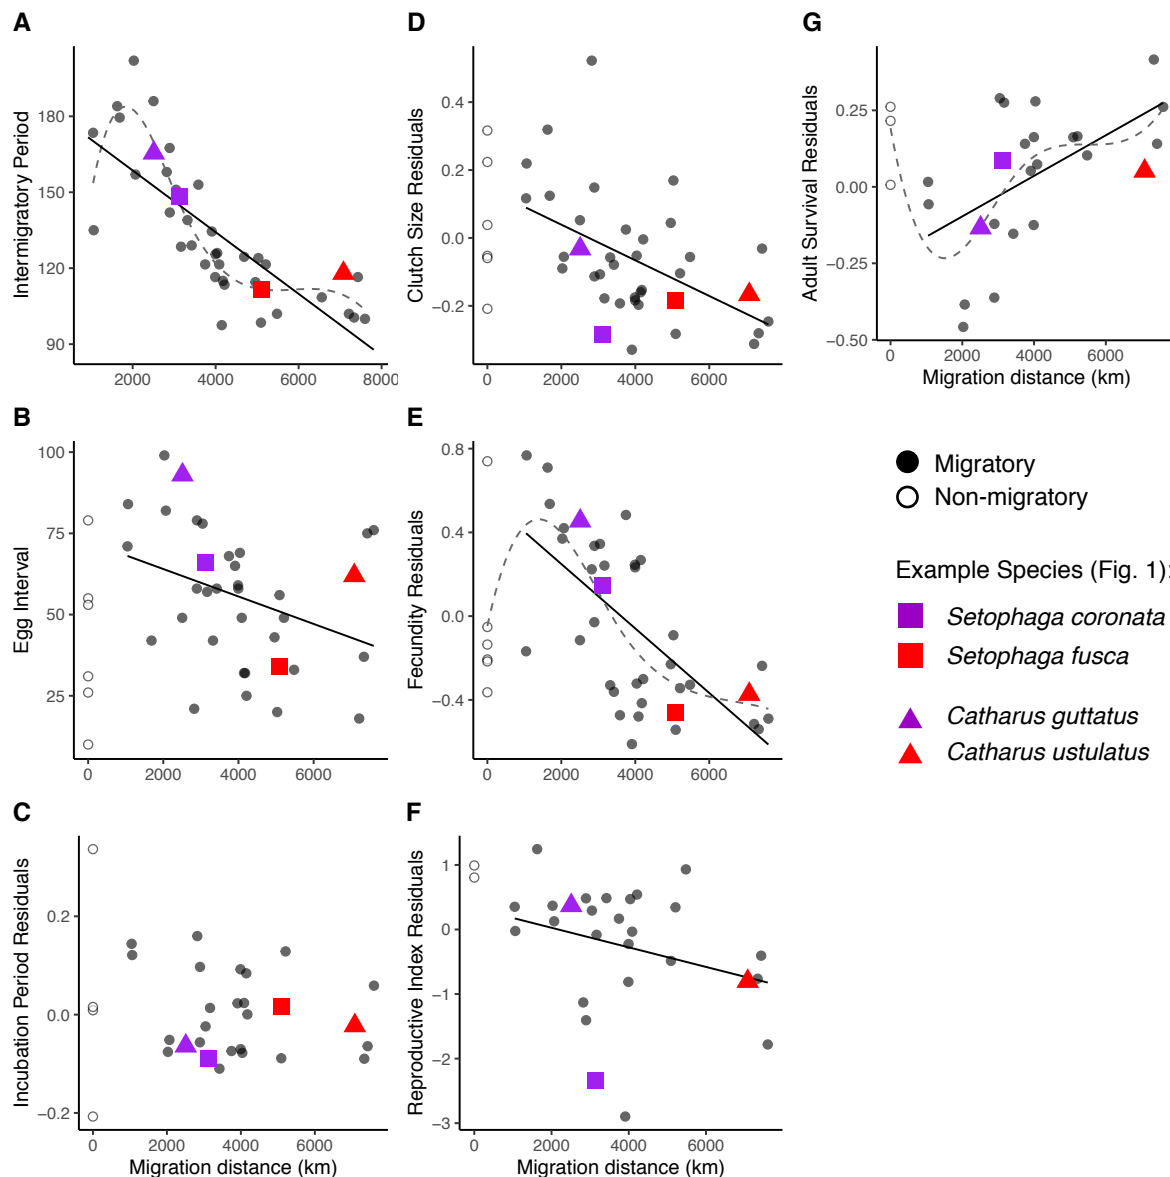 A
Intermigratory Period
180
150
120
90
2000 4000 6000 8000
B
Egg Interval
100
75
50
25
0 2000 4000 6000
C
Incubation Period Residuals
0.2
0.0
−0.2
0 2000 4000 6000
Migration distance (km)
D
Clutch Size Residuals
0.4
0.2
0.0
−0.2
0 2000 4000 6000
E
Fecundity Residuals
0.8
0.4
0.0
−0.4
0 2000 4000 6000
F
Reproductive Index Residuals
1
0
−1
−2
−3
0 2000 4000 6000
Migration distance (km)
G
Adult Survival Residuals
0.25
0.00
−0.25
−0.50
0 2000 4000 6000
Migration distance (km)
Migratory
Non-migratory
Example Species (Fig. 1):
Setophaga coronata
Setophaga fusca
Catharus guttatus
Catharus ustulatus